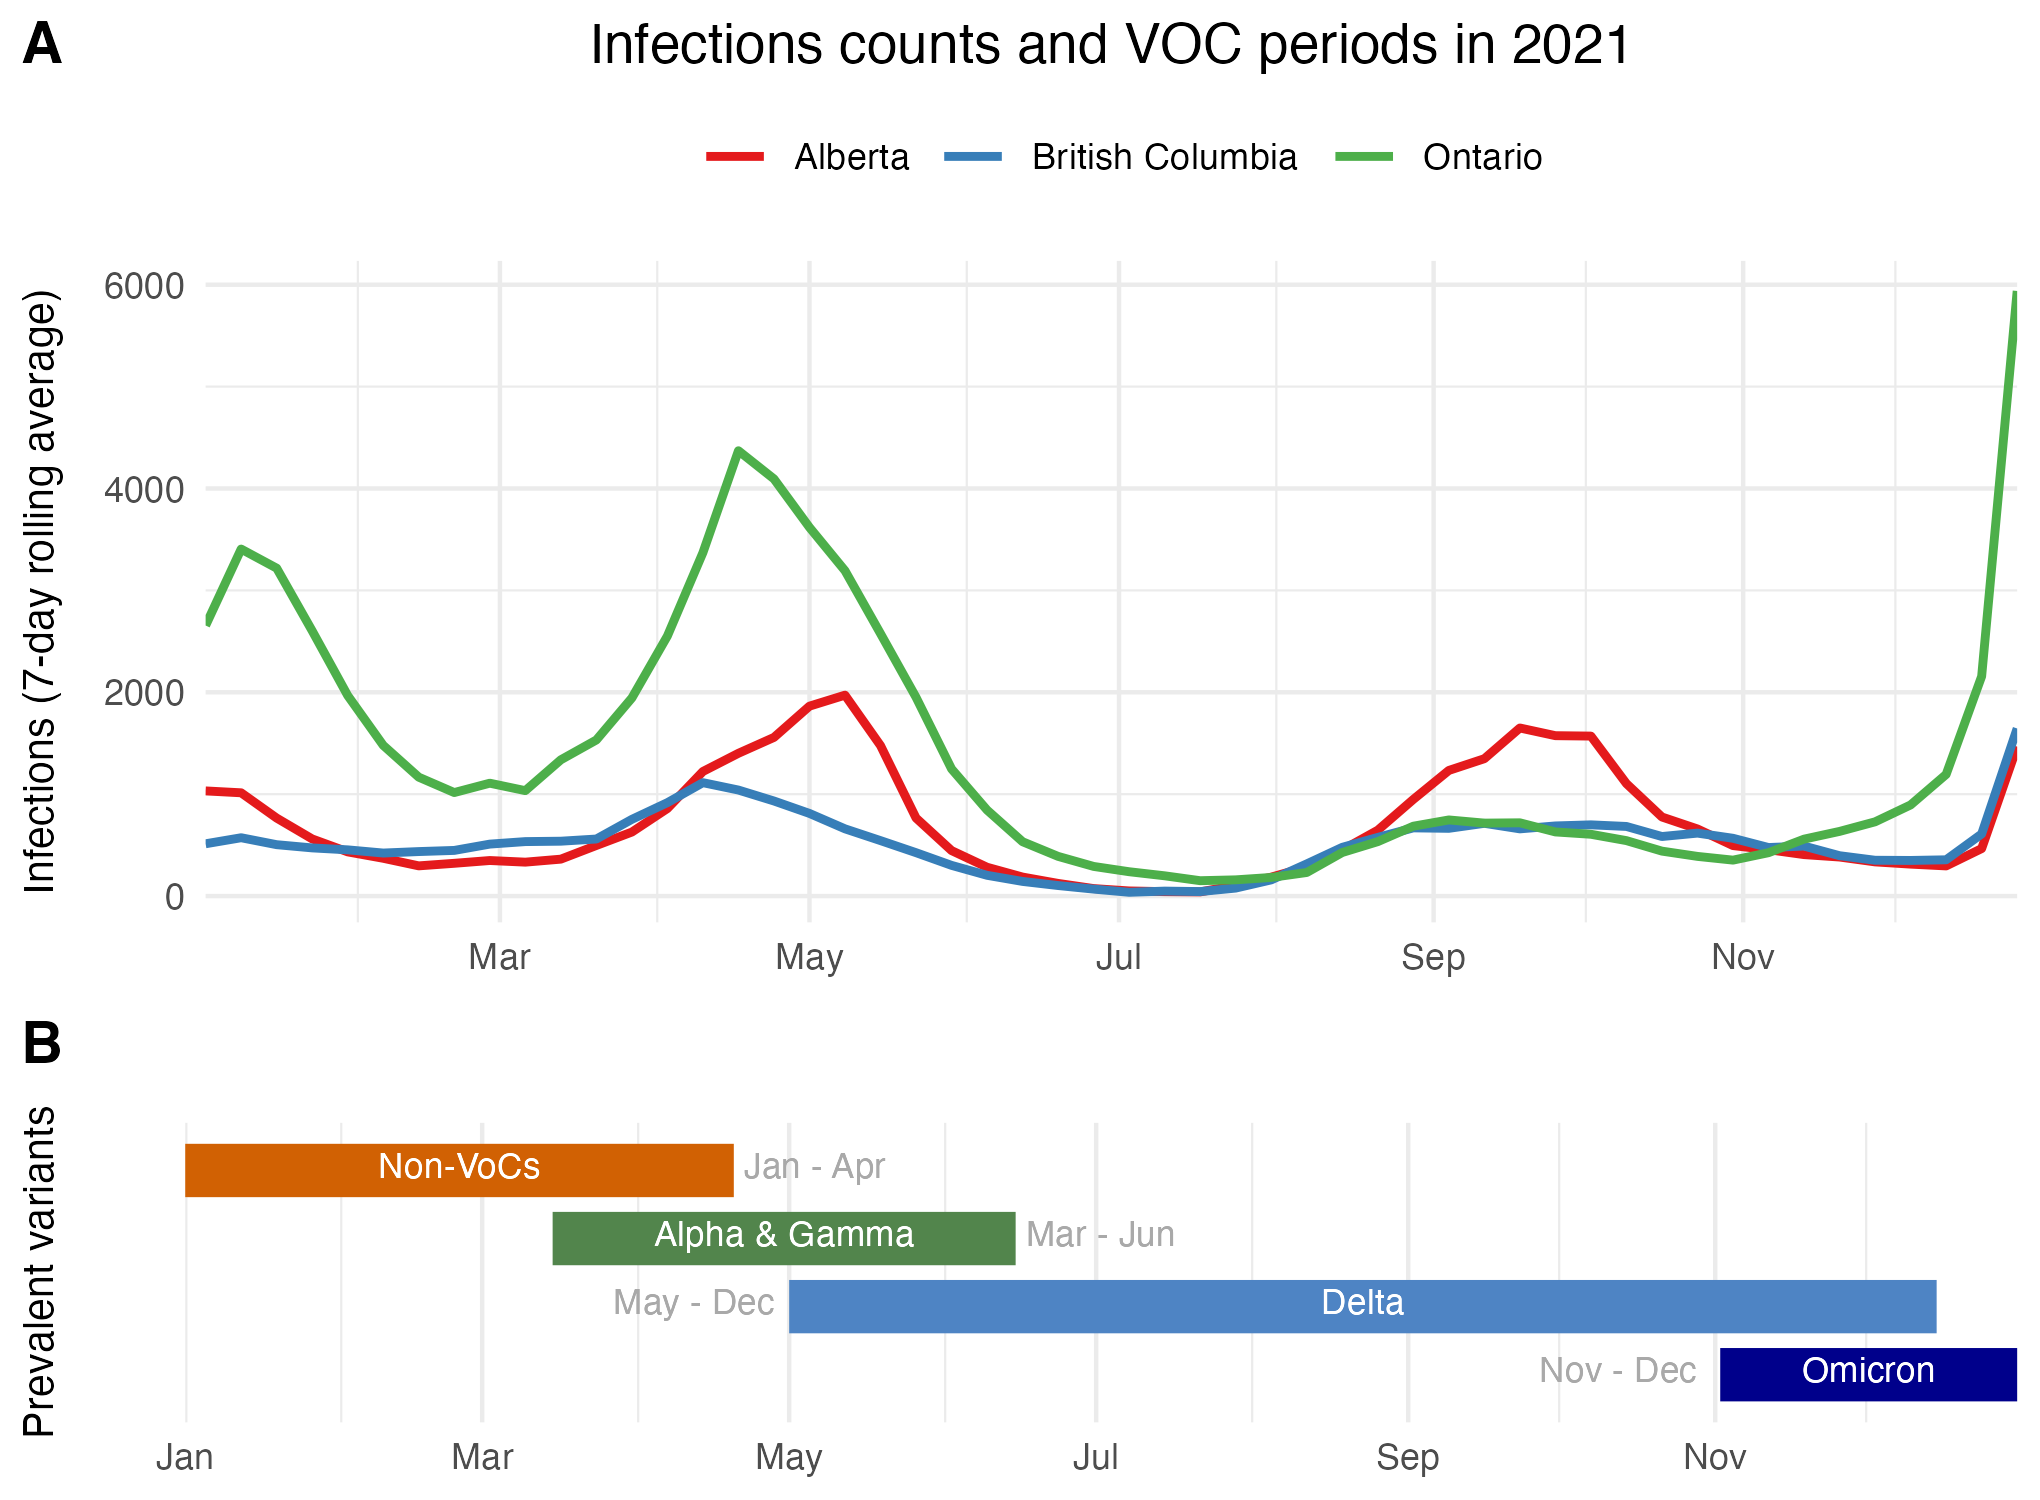 A
Infections counts and VOC periods in 2021
Alberta
British Columbia
Ontario
Infections (7-day rolling average)
6000
4000
2000
0
Mar
May
Jul
Sep
Nov
B
Prevalent variants
Non-VoCs
Jan - Apr
Alpha & Gamma
Mar - Jun
May - Dec
Delta
Nov - Dec
Omicron
Jan
Mar
May
Jul
Sep
Nov